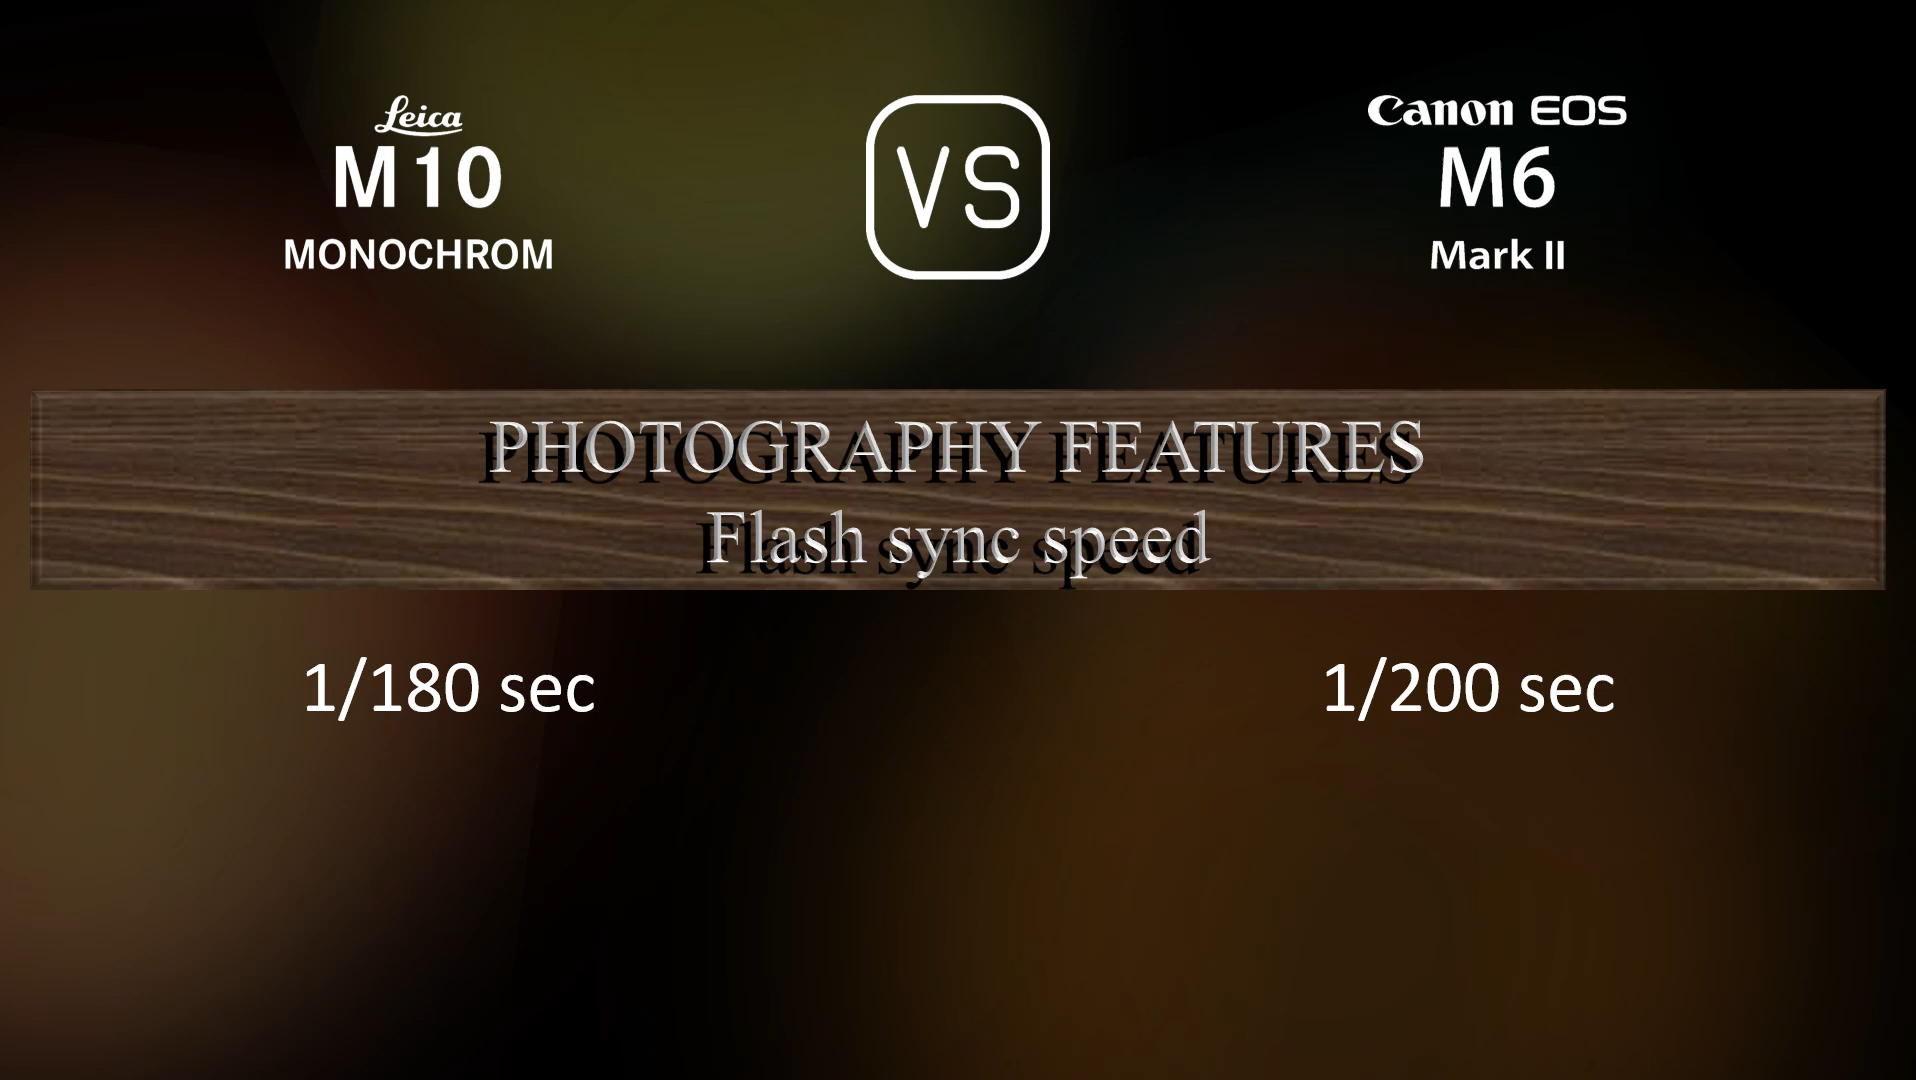 Leica
M10
MONOCHROM
VS
Canon EOS
M6
Mark II
PHOTOGRAPHY FEATURES
Flash sync speed
1/180 sec
1/200 sec